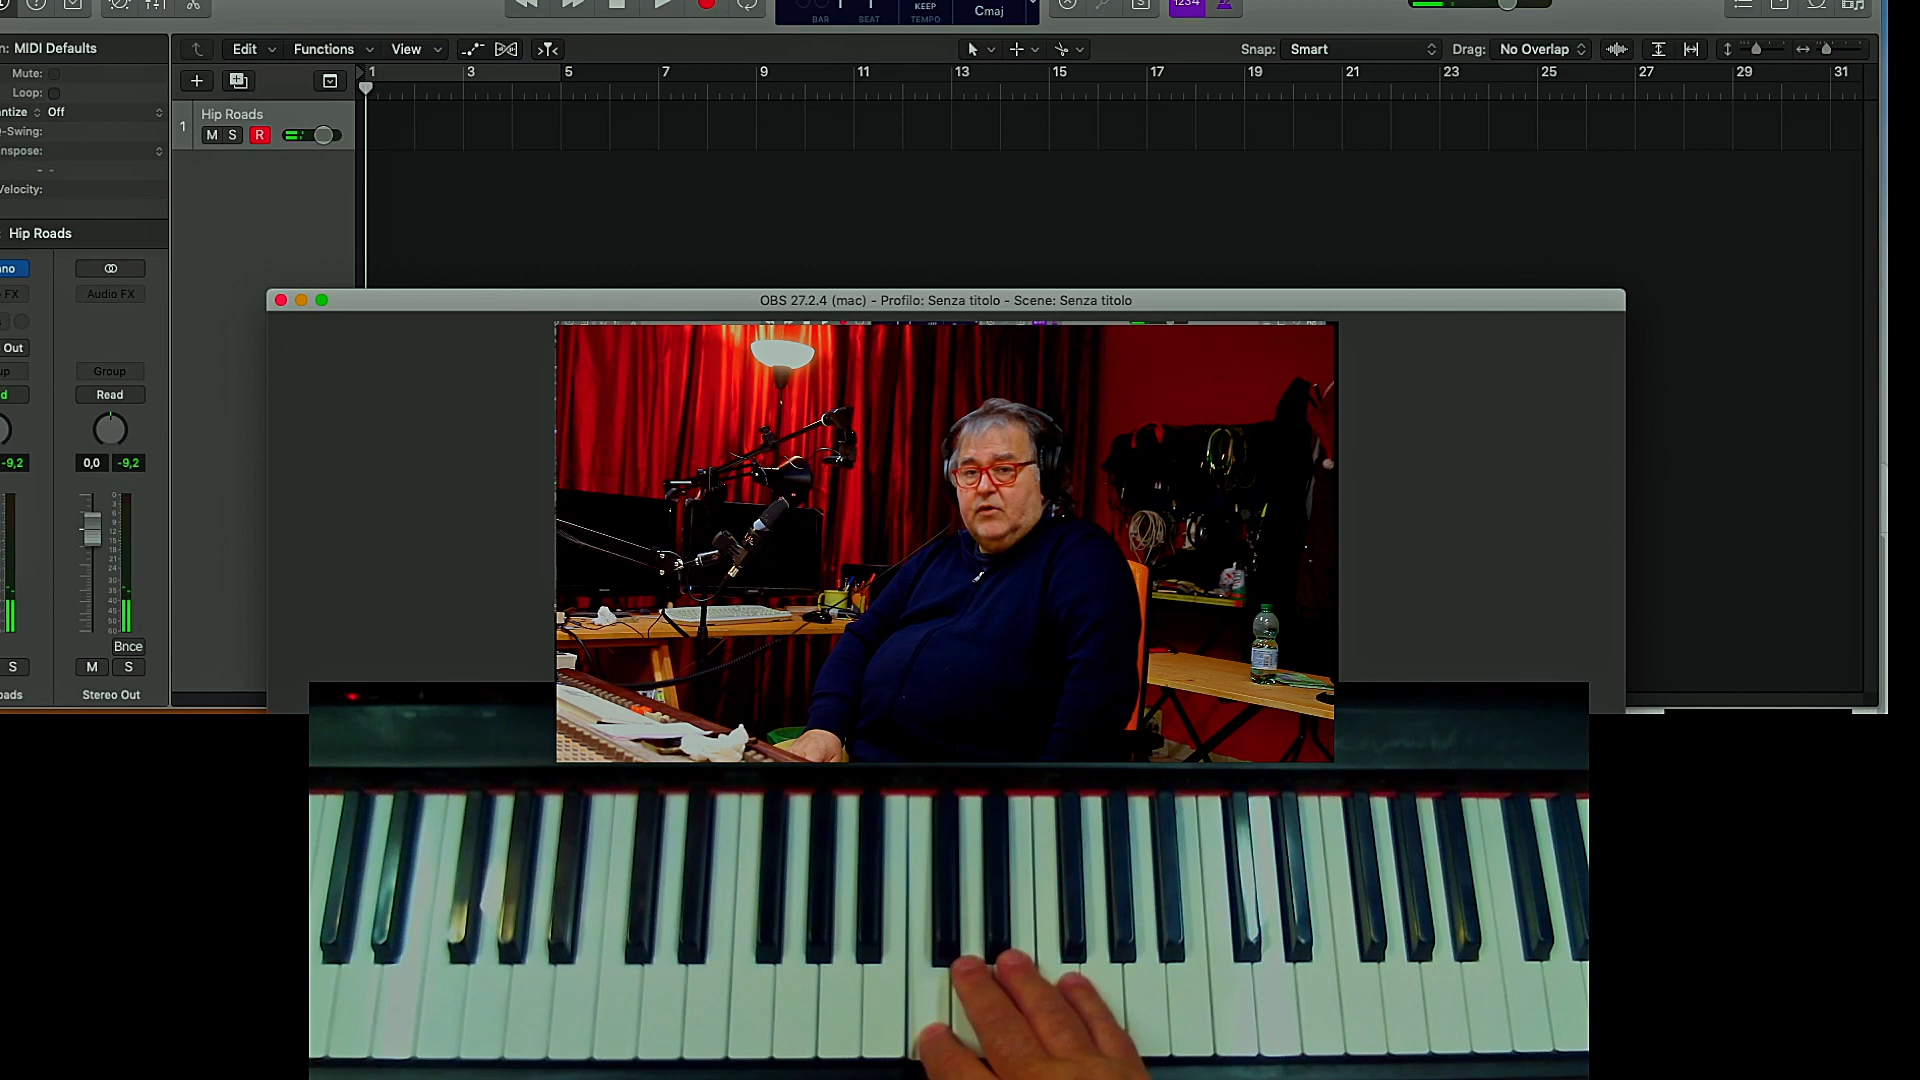 KEEP
BAR BEAT TEMPO
Cmaj
1234
MIDI Defaults
Edit Functions View
Snap: Smart
Drag: No Overlap
Mute:
Loop:
Off
1 3 5 7 9 11 13 15 17 19 21 23 25 27 29 31
1
Hip Roads
M S R
Velocity:
Hip Roads
Audio FX
Out
Group
Read
-9,2 0,0 -9,2
Bnce
S M S
Stereo Out
OBS 27.2.4 (mac) - Profilo: Senza titolo - Scene: Senza titolo